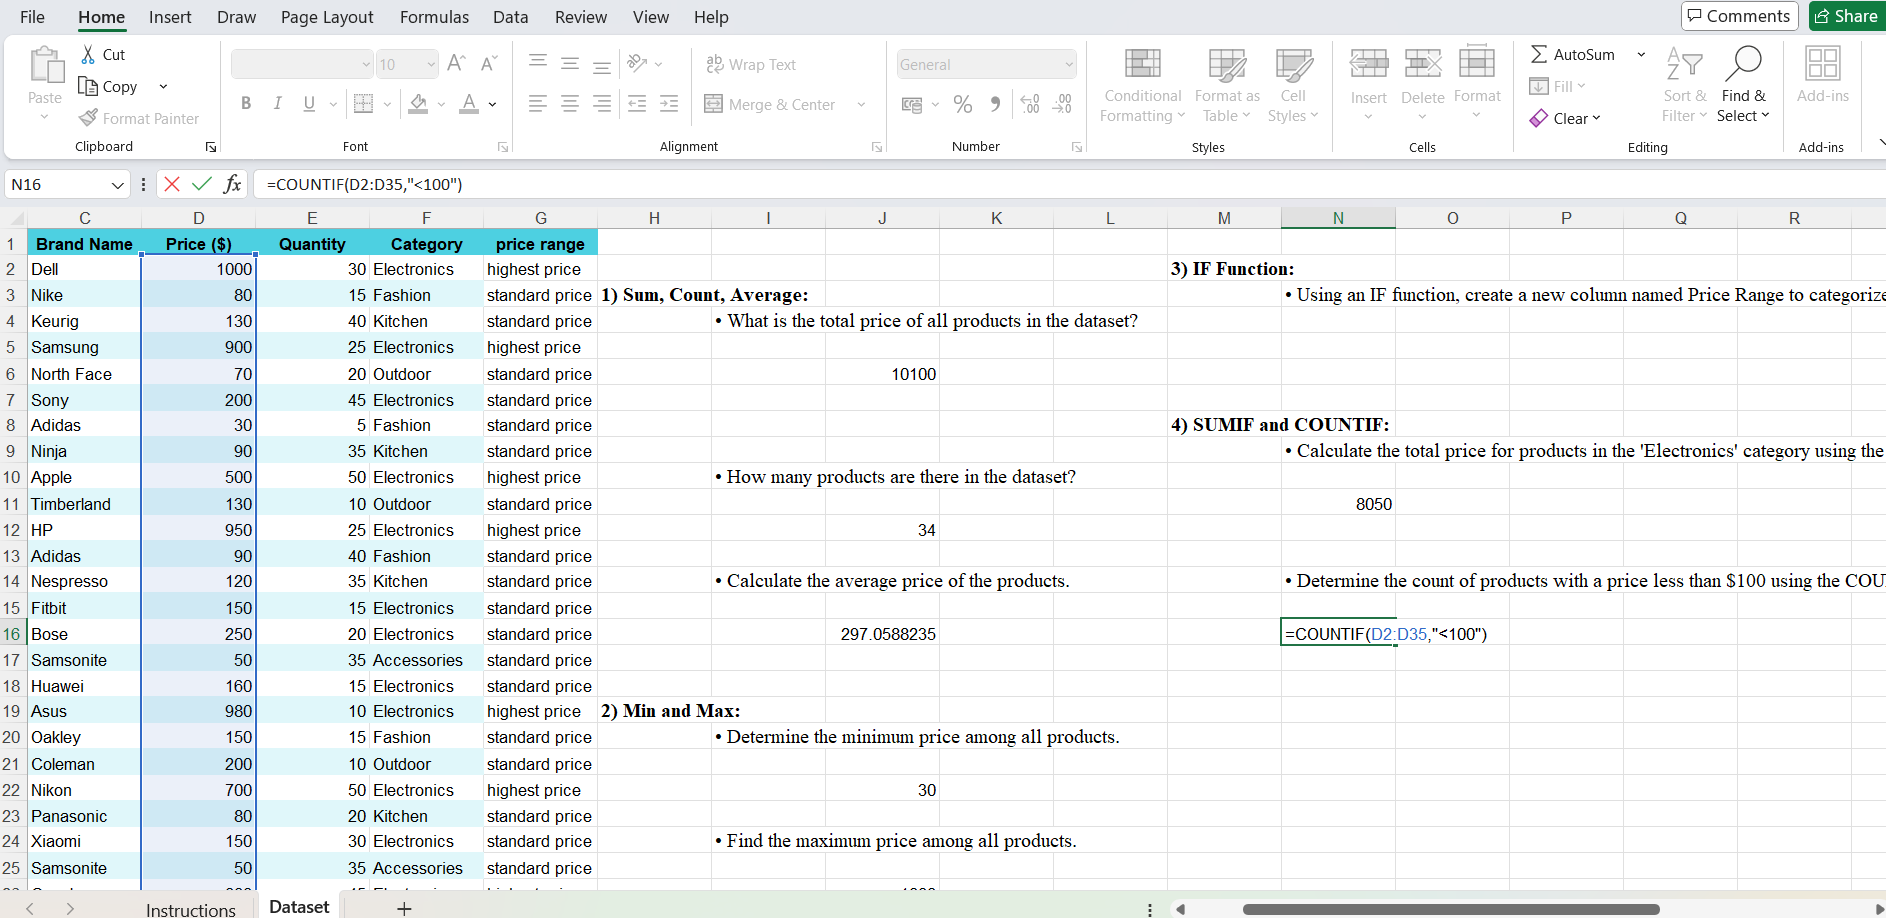 File Home Insert Draw Page Layout Formulas Data Review View Help Comments Share
Cut
Copy
Paste
Format Painter
Clipboard
10
B I U A
Font
Wrap Text
Merge & Center
Alignment
General
Number
Conditional Formatting
Format as Table
Cell Styles
Styles
Insert Delete Format
Cells
AutoSum
Fill
Clear
Sort & Filter
Find & Select
Editing
Add-ins
Add-ins
N16 fx =COUNTIF(D2:D35,"<100")
C D E F G H I J K L M N O P Q R
1 Brand Name Price ($) Quantity Category price range
2 Dell 1000 30 Electronics highest price 3) IF Function:
3 Nike 80 15 Fashion standard price 1) Sum, Count, Average: • Using an IF function, create a new column named Price Range to categorize
4 Keurig 130 40 Kitchen standard price • What is the total price of all products in the dataset?
5 Samsung 900 25 Electronics highest price
6 North Face 70 20 Outdoor standard price 10100
7 Sony 200 45 Electronics standard price
8 Adidas 30 5 Fashion standard price 4) SUMIF and COUNTIF:
9 Ninja 90 35 Kitchen standard price • Calculate the total price for products in the 'Electronics' category using the
10 Apple 500 50 Electronics highest price • How many products are there in the dataset?
11 Timberland 130 10 Outdoor standard price 8050
12 HP 950 25 Electronics highest price 34
13 Adidas 90 40 Fashion standard price
14 Nespresso 120 35 Kitchen standard price • Calculate the average price of the products. • Determine the count of products with a price less than $100 using the COU
15 Fitbit 150 15 Electronics standard price
16 Bose 250 20 Electronics standard price 297.0588235 =COUNTIF(D2:D35,"<100")
17 Samsonite 50 35 Accessories standard price
18 Huawei 160 15 Electronics standard price
19 Asus 980 10 Electronics highest price 2) Min and Max:
20 Oakley 150 15 Fashion standard price • Determine the minimum price among all products.
21 Coleman 200 10 Outdoor standard price
22 Nikon 700 50 Electronics highest price 30
23 Panasonic 80 20 Kitchen standard price
24 Xiaomi 150 30 Electronics standard price • Find the maximum price among all products.
25 Samsonite 50 35 Accessories standard price
Instructions Dataset